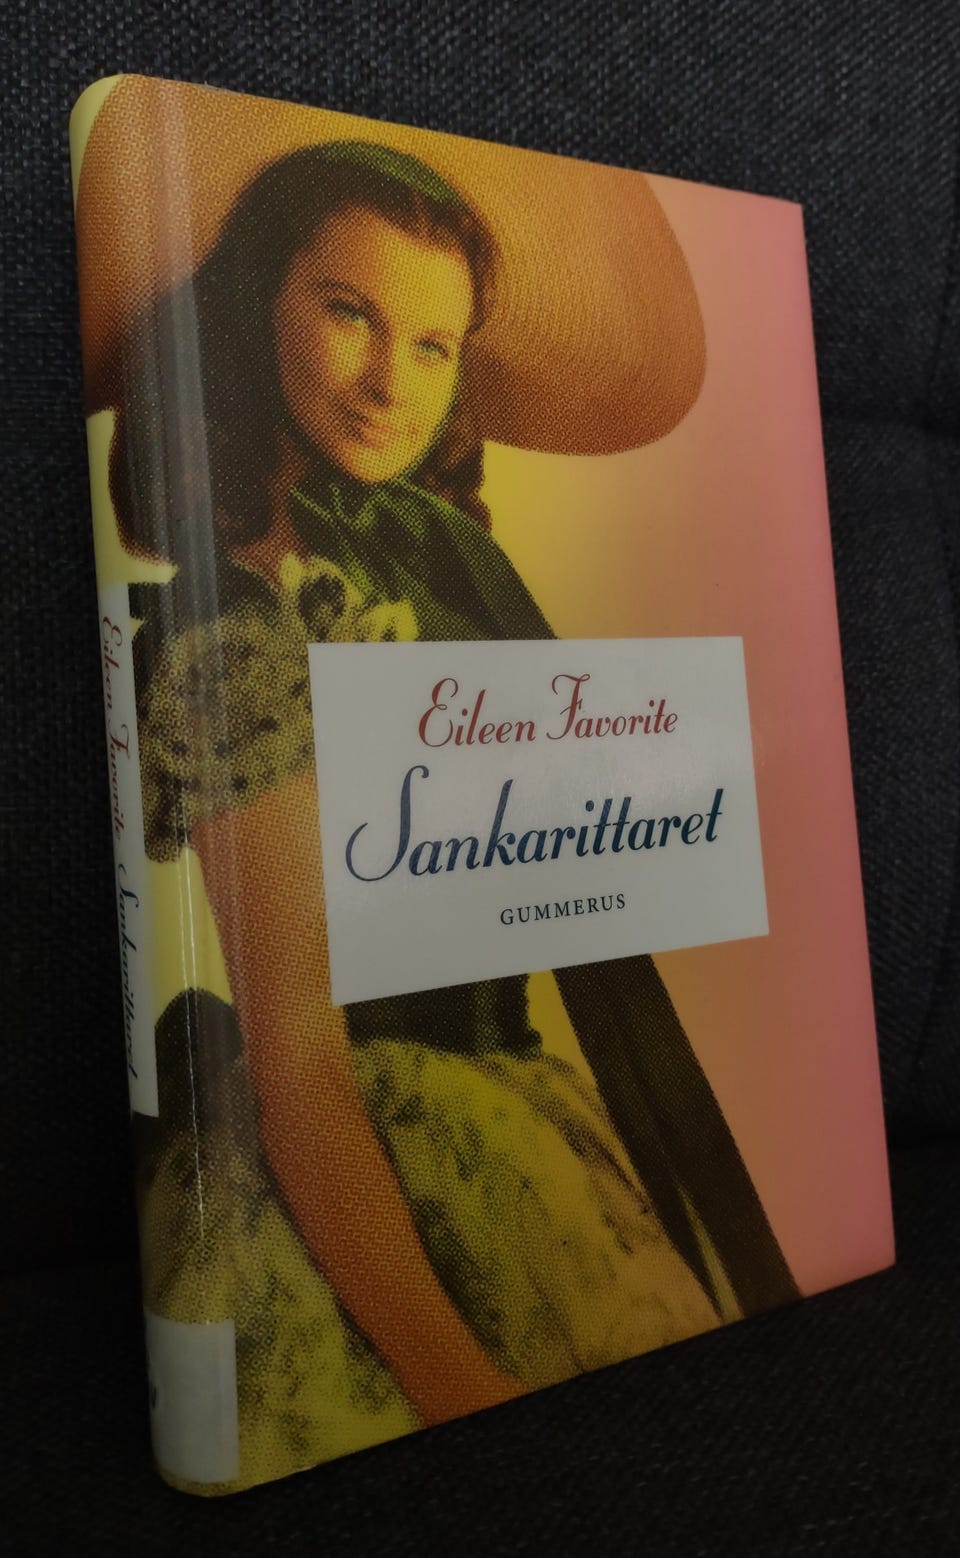 Eileen Favorite
Sankarittaret
GUMMERUS
Eileen Favorite Sankarittaret